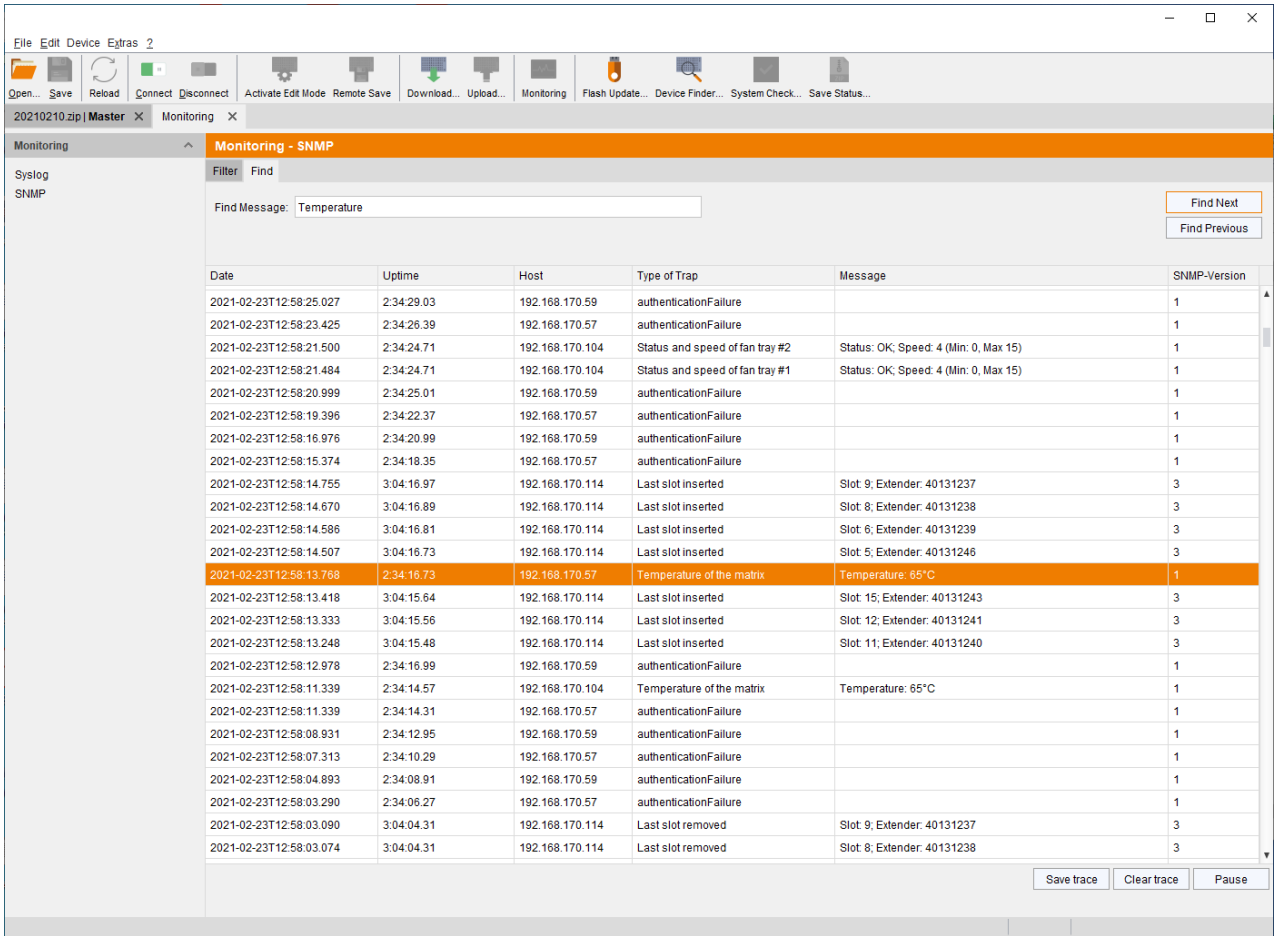 File Edit Device Extras ?
Open... Save Reload Connect Disconnect Activate Edit Mode Remote Save Download... Upload... Monitoring Flash Update... Device Finder... System Check... Save Status...
20210210.zip | Master Monitoring
Monitoring
Syslog
SNMP
Monitoring - SNMP
Filter Find
Find Message: Temperature
Find Next
Find Previous
Date Uptime Host Type of Trap Message SNMP-Version
2021-02-23T12:58:25.027 2:34:29.03 192.168.170.59 authenticationFailure 1
2021-02-23T12:58:23.425 2:34:26.39 192.168.170.57 authenticationFailure 1
2021-02-23T12:58:21.500 2:34:24.71 192.168.170.104 Status and speed of fan tray #2 Status: OK; Speed: 4 (Min: 0, Max 15) 1
2021-02-23T12:58:21.484 2:34:24.71 192.168.170.104 Status and speed of fan tray #1 Status: OK; Speed: 4 (Min: 0, Max 15) 1
2021-02-23T12:58:20.999 2:34:25.01 192.168.170.59 authenticationFailure 1
2021-02-23T12:58:19.396 2:34:22.37 192.168.170.57 authenticationFailure 1
2021-02-23T12:58:16.976 2:34:20.99 192.168.170.59 authenticationFailure 1
2021-02-23T12:58:15.374 2:34:18.35 192.168.170.57 authenticationFailure 1
2021-02-23T12:58:14.755 3:04:16.97 192.168.170.114 Last slot inserted Slot: 9; Extender: 40131237 3
2021-02-23T12:58:14.670 3:04:16.89 192.168.170.114 Last slot inserted Slot: 8; Extender: 40131238 3
2021-02-23T12:58:14.586 3:04:16.81 192.168.170.114 Last slot inserted Slot: 6; Extender: 40131239 3
2021-02-23T12:58:14.507 3:04:16.73 192.168.170.114 Last slot inserted Slot: 5; Extender: 40131246 3
2021-02-23T12:58:13.768 2:34:16.73 192.168.170.57 Temperature of the matrix Temperature: 65°C 1
2021-02-23T12:58:13.418 3:04:15.64 192.168.170.114 Last slot inserted Slot: 15; Extender: 40131243 3
2021-02-23T12:58:13.333 3:04:15.56 192.168.170.114 Last slot inserted Slot: 12; Extender: 40131241 3
2021-02-23T12:58:13.248 3:04:15.48 192.168.170.114 Last slot inserted Slot: 11; Extender: 40131240 3
2021-02-23T12:58:12.978 2:34:16.99 192.168.170.59 authenticationFailure 1
2021-02-23T12:58:11.339 2:34:14.57 192.168.170.104 Temperature of the matrix Temperature: 65°C 1
2021-02-23T12:58:11.339 2:34:14.31 192.168.170.57 authenticationFailure 1
2021-02-23T12:58:08.931 2:34:12.95 192.168.170.59 authenticationFailure 1
2021-02-23T12:58:07.313 2:34:10.29 192.168.170.57 authenticationFailure 1
2021-02-23T12:58:04.893 2:34:08.91 192.168.170.59 authenticationFailure 1
2021-02-23T12:58:03.290 2:34:06.27 192.168.170.57 authenticationFailure 1
2021-02-23T12:58:03.090 3:04:04.31 192.168.170.114 Last slot removed Slot: 9; Extender: 40131237 3
2021-02-23T12:58:03.074 3:04:04.31 192.168.170.114 Last slot removed Slot: 8; Extender: 40131238 3
Save trace Clear trace Pause